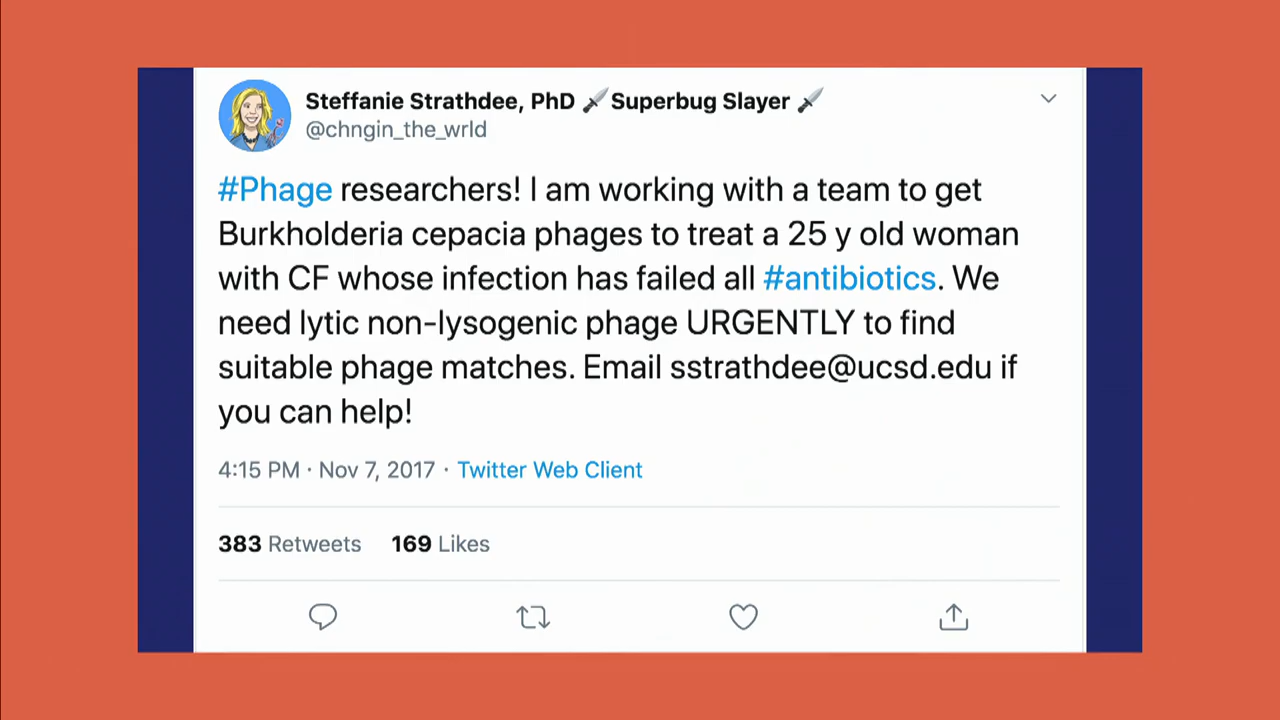 Steffanie Strathdee, PhD 🗡️Superbug Slayer 🗡️
@chngin_the_wrld
#Phage researchers! I am working with a team to get
Burkholderia cepacia phages to treat a 25 y old woman
with CF whose infection has failed all #antibiotics. We
need lytic non-lysogenic phage URGENTLY to find
suitable phage matches. Email sstrathdee@ucsd.edu if
you can help!
4:15 PM · Nov 7, 2017 · Twitter Web Client
383 Retweets 169 Likes